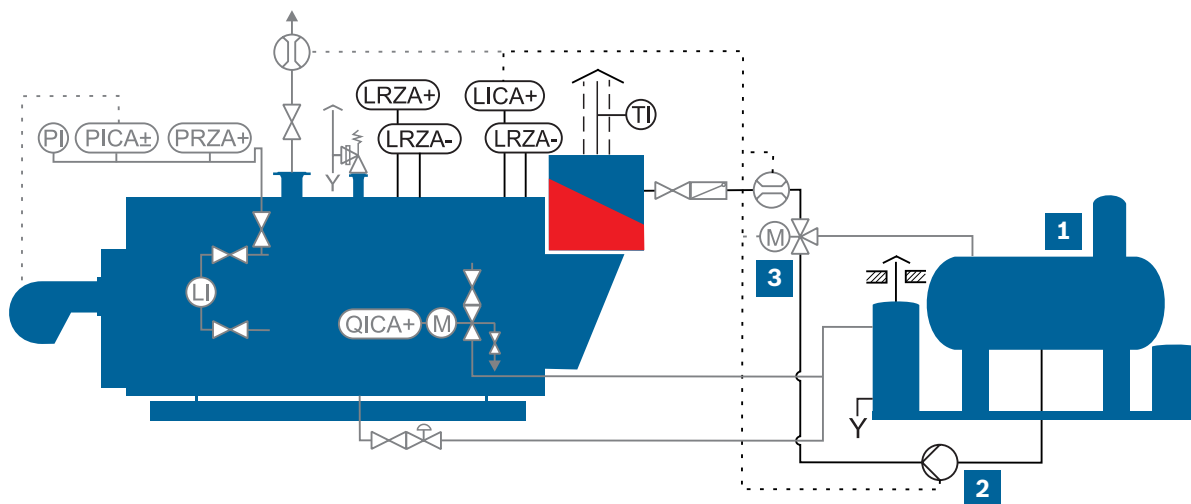 LRZA+
LICA+
TI
PI
PICA±
PRZA+
LRZA-
LRZA-
1
M
3
LI
QICA+
M
2